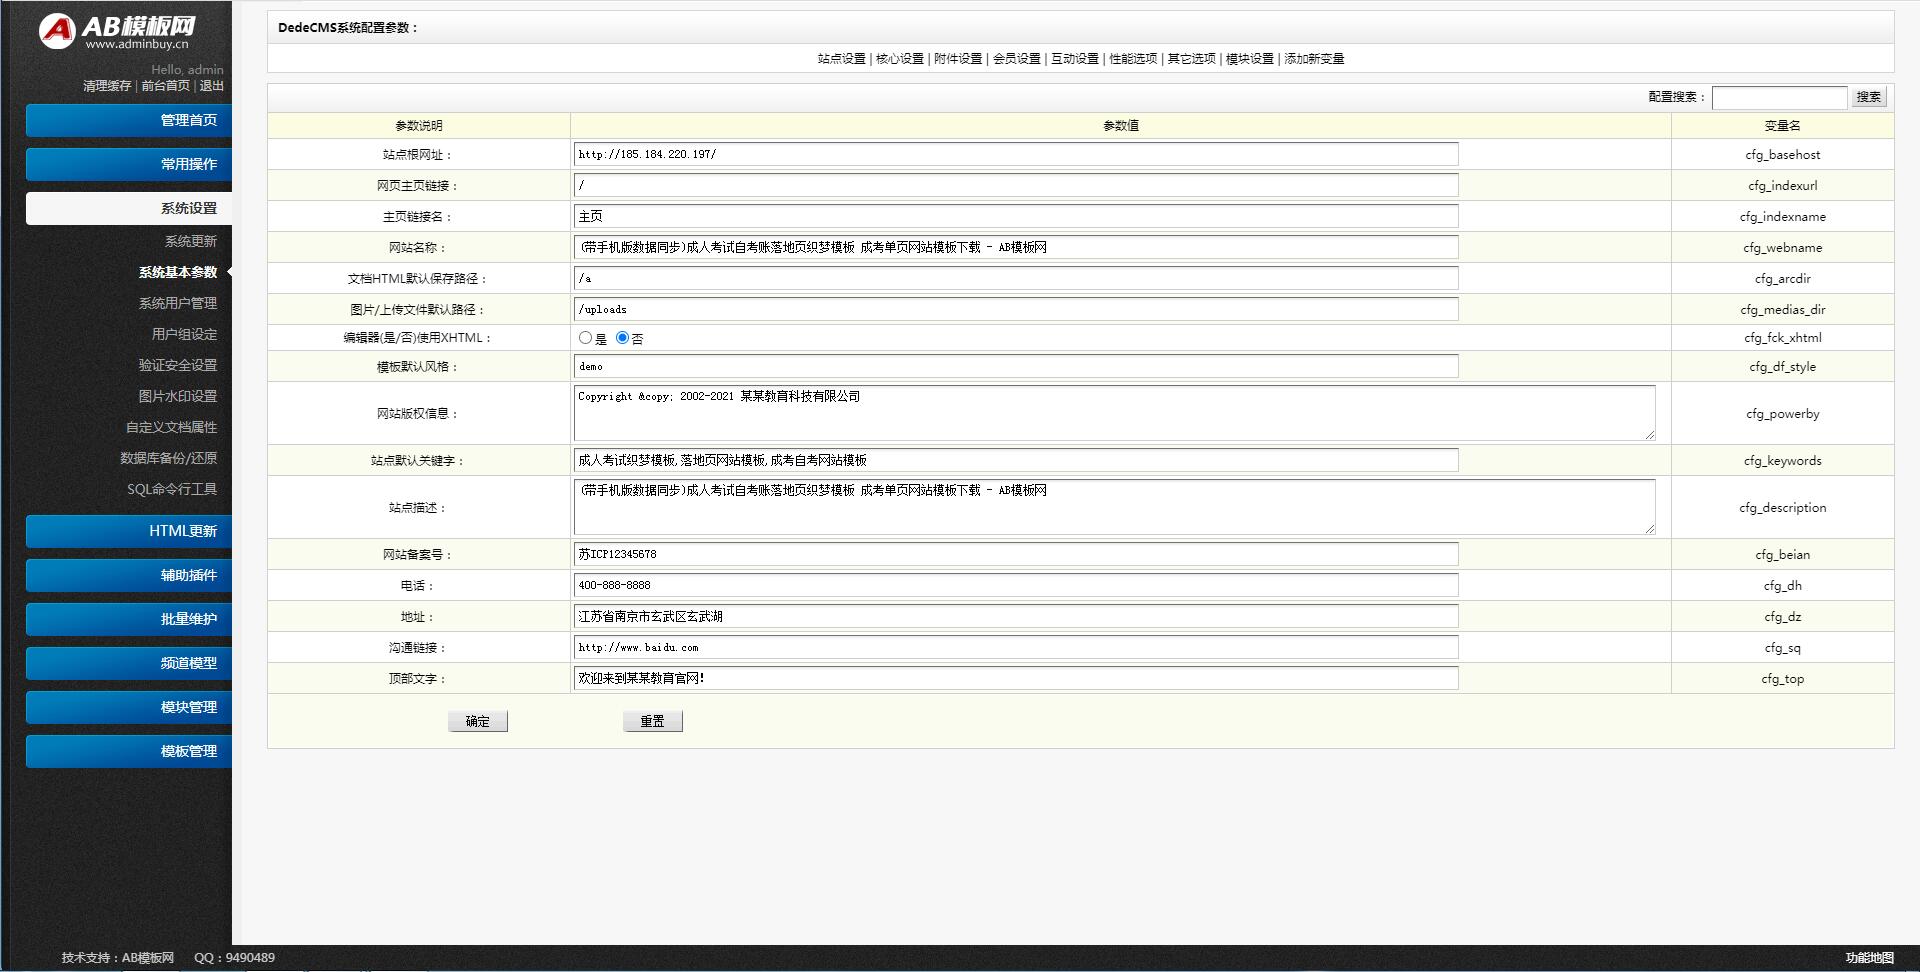 AB模板网
www.adminbuy.cn
Hello, admin
清理缓存 | 前台首页 | 退出
管理首页
常用操作
系统设置
系统更新
系统基本参数
系统用户管理
用户组设定
验证安全设置
图片水印设置
自定义文档属性
数据库备份/还原
SQL命令行工具
HTML更新
辅助插件
批量维护
频道模型
模块管理
模板管理
DedeCMS系统配置参数：
站点设置 | 核心设置 | 附件设置 | 会员设置 | 互动设置 | 性能选项 | 其它选项 | 模块设置 | 添加新变量
配置搜索： 搜索
参数说明 参数值 变量名
站点根网址： http://185.184.220.197/ cfg_basehost
网页主页链接： / cfg_indexurl
主页链接名： 主页 cfg_indexname
网站名称： (带手机版数据同步)成人考试自考账落地页织梦模板 成考单页网站模板下载 - AB模板网 cfg_webname
文档HTML默认保存路径： /a cfg_arcdir
图片/上传文件默认路径： /uploads cfg_medias_dir
编辑器(是/否)使用XHTML： 是 否 cfg_fck_xhtml
模板默认风格： demo cfg_df_style
网站版权信息： Copyright &copy; 2002-2021 某某教育科技有限公司 cfg_powerby
站点默认关键字： 成人考试织梦模板,落地页网站模板,成考自考网站模板 cfg_keywords
站点描述： (带手机版数据同步)成人考试自考账落地页织梦模板 成考单页网站模板下载 - AB模板网 cfg_description
网站备案号： 苏ICP12345678 cfg_beian
电话： 400-888-8888 cfg_dh
地址： 江苏省南京市玄武区玄武湖 cfg_dz
沟通链接： http://www.baidu.com cfg_sq
顶部文字： 欢迎来到某某教育官网! cfg_top
确定 重置
技术支持：AB模板网 QQ：9490489
功能地图